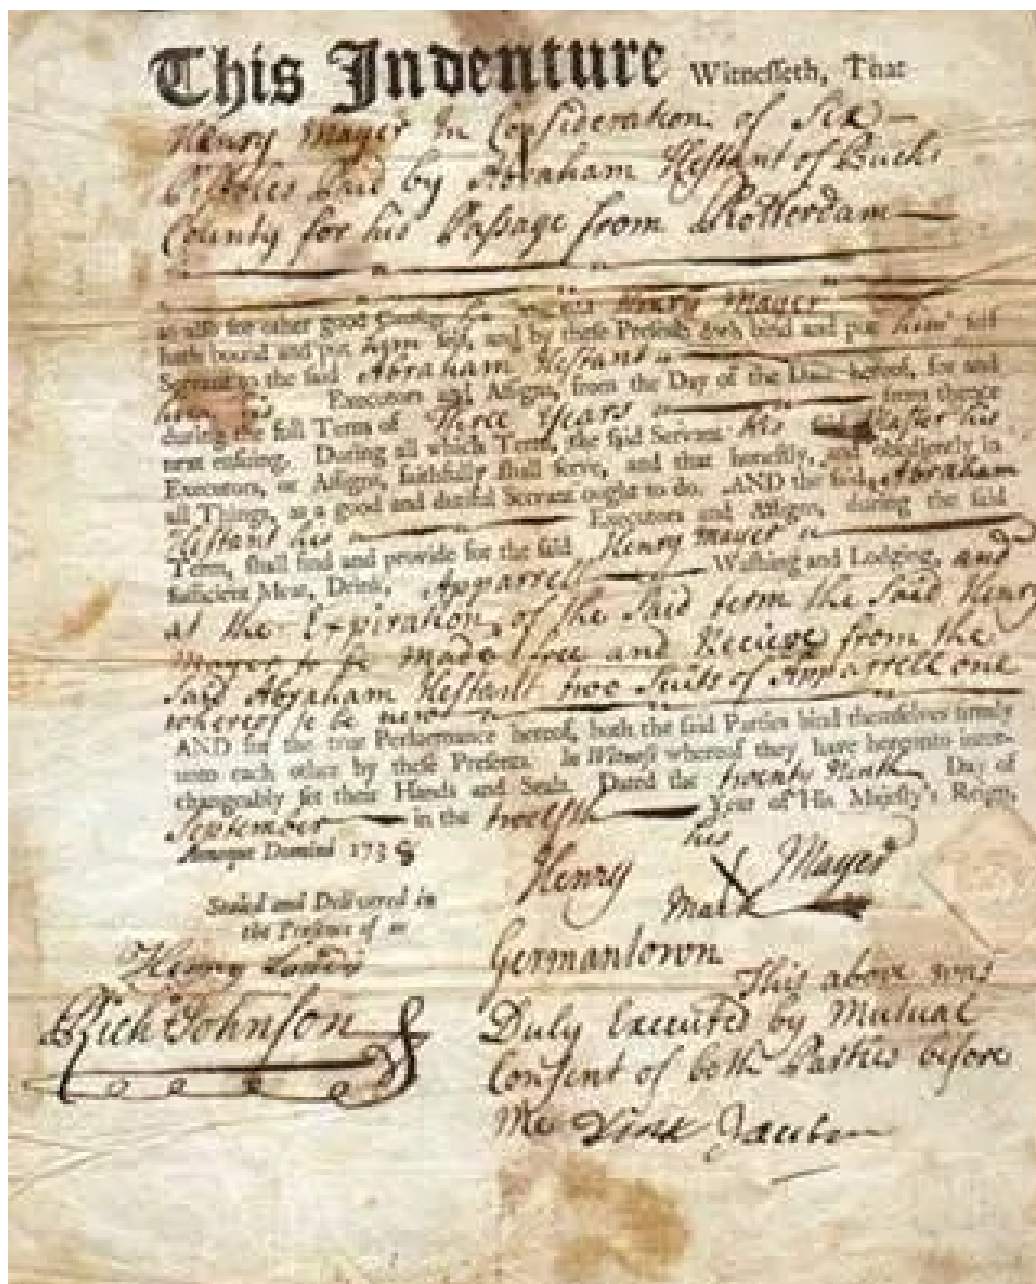 This Indenture Witnesseth, That
Henry Mayer In Consideration of Six
Pistoles Paid by Abraham Hestant of Bucks
County for his Passage from Rotterdam
as also for other good Henry Mayer
hath bound and put him self, and by these Presents doth bind and put him self
Servant to the said Abraham Hestant
Executors and Assigns, from the Day of the Date hereof, for and
during the full Term of Three Years from thence
next ensuing. During all which Term, the said Servant his said Master his
Executors, or Assigns, faithfully shall serve, and that honestly, and obediently in
all Things, as a good and dutiful Servant ought to do. AND the said Abraham
Hestant his Executors and Assigns, during the said
Term, shall find and provide for the said Henry Mayer
sufficient Meat, Drink, Apparrell Washing and Lodging, and
at the Expiration of the Said term the Said Henry
Mayer to be Made free and Recieve from the
Said Abraham Hestant two Suits of Apparrell one
whereof to be new
AND for the true Performance hereof, both the said Parties bind themselves firmly
unto each other by these Presents. In Witness whereof they have hereunto inter-
changeably set their Hands and Seals. Dated the twenty Ninth Day of
September in the twelfth Year of His Majesty's Reign,
Annoque Domini 1738
his
Henry X Mayer
Mark
Sealed and Delivered in
the Presence of
Henry
Rich Johnson
Germantown
This above was
Duly Executed by Mutual
Consent of both Parties before
Me